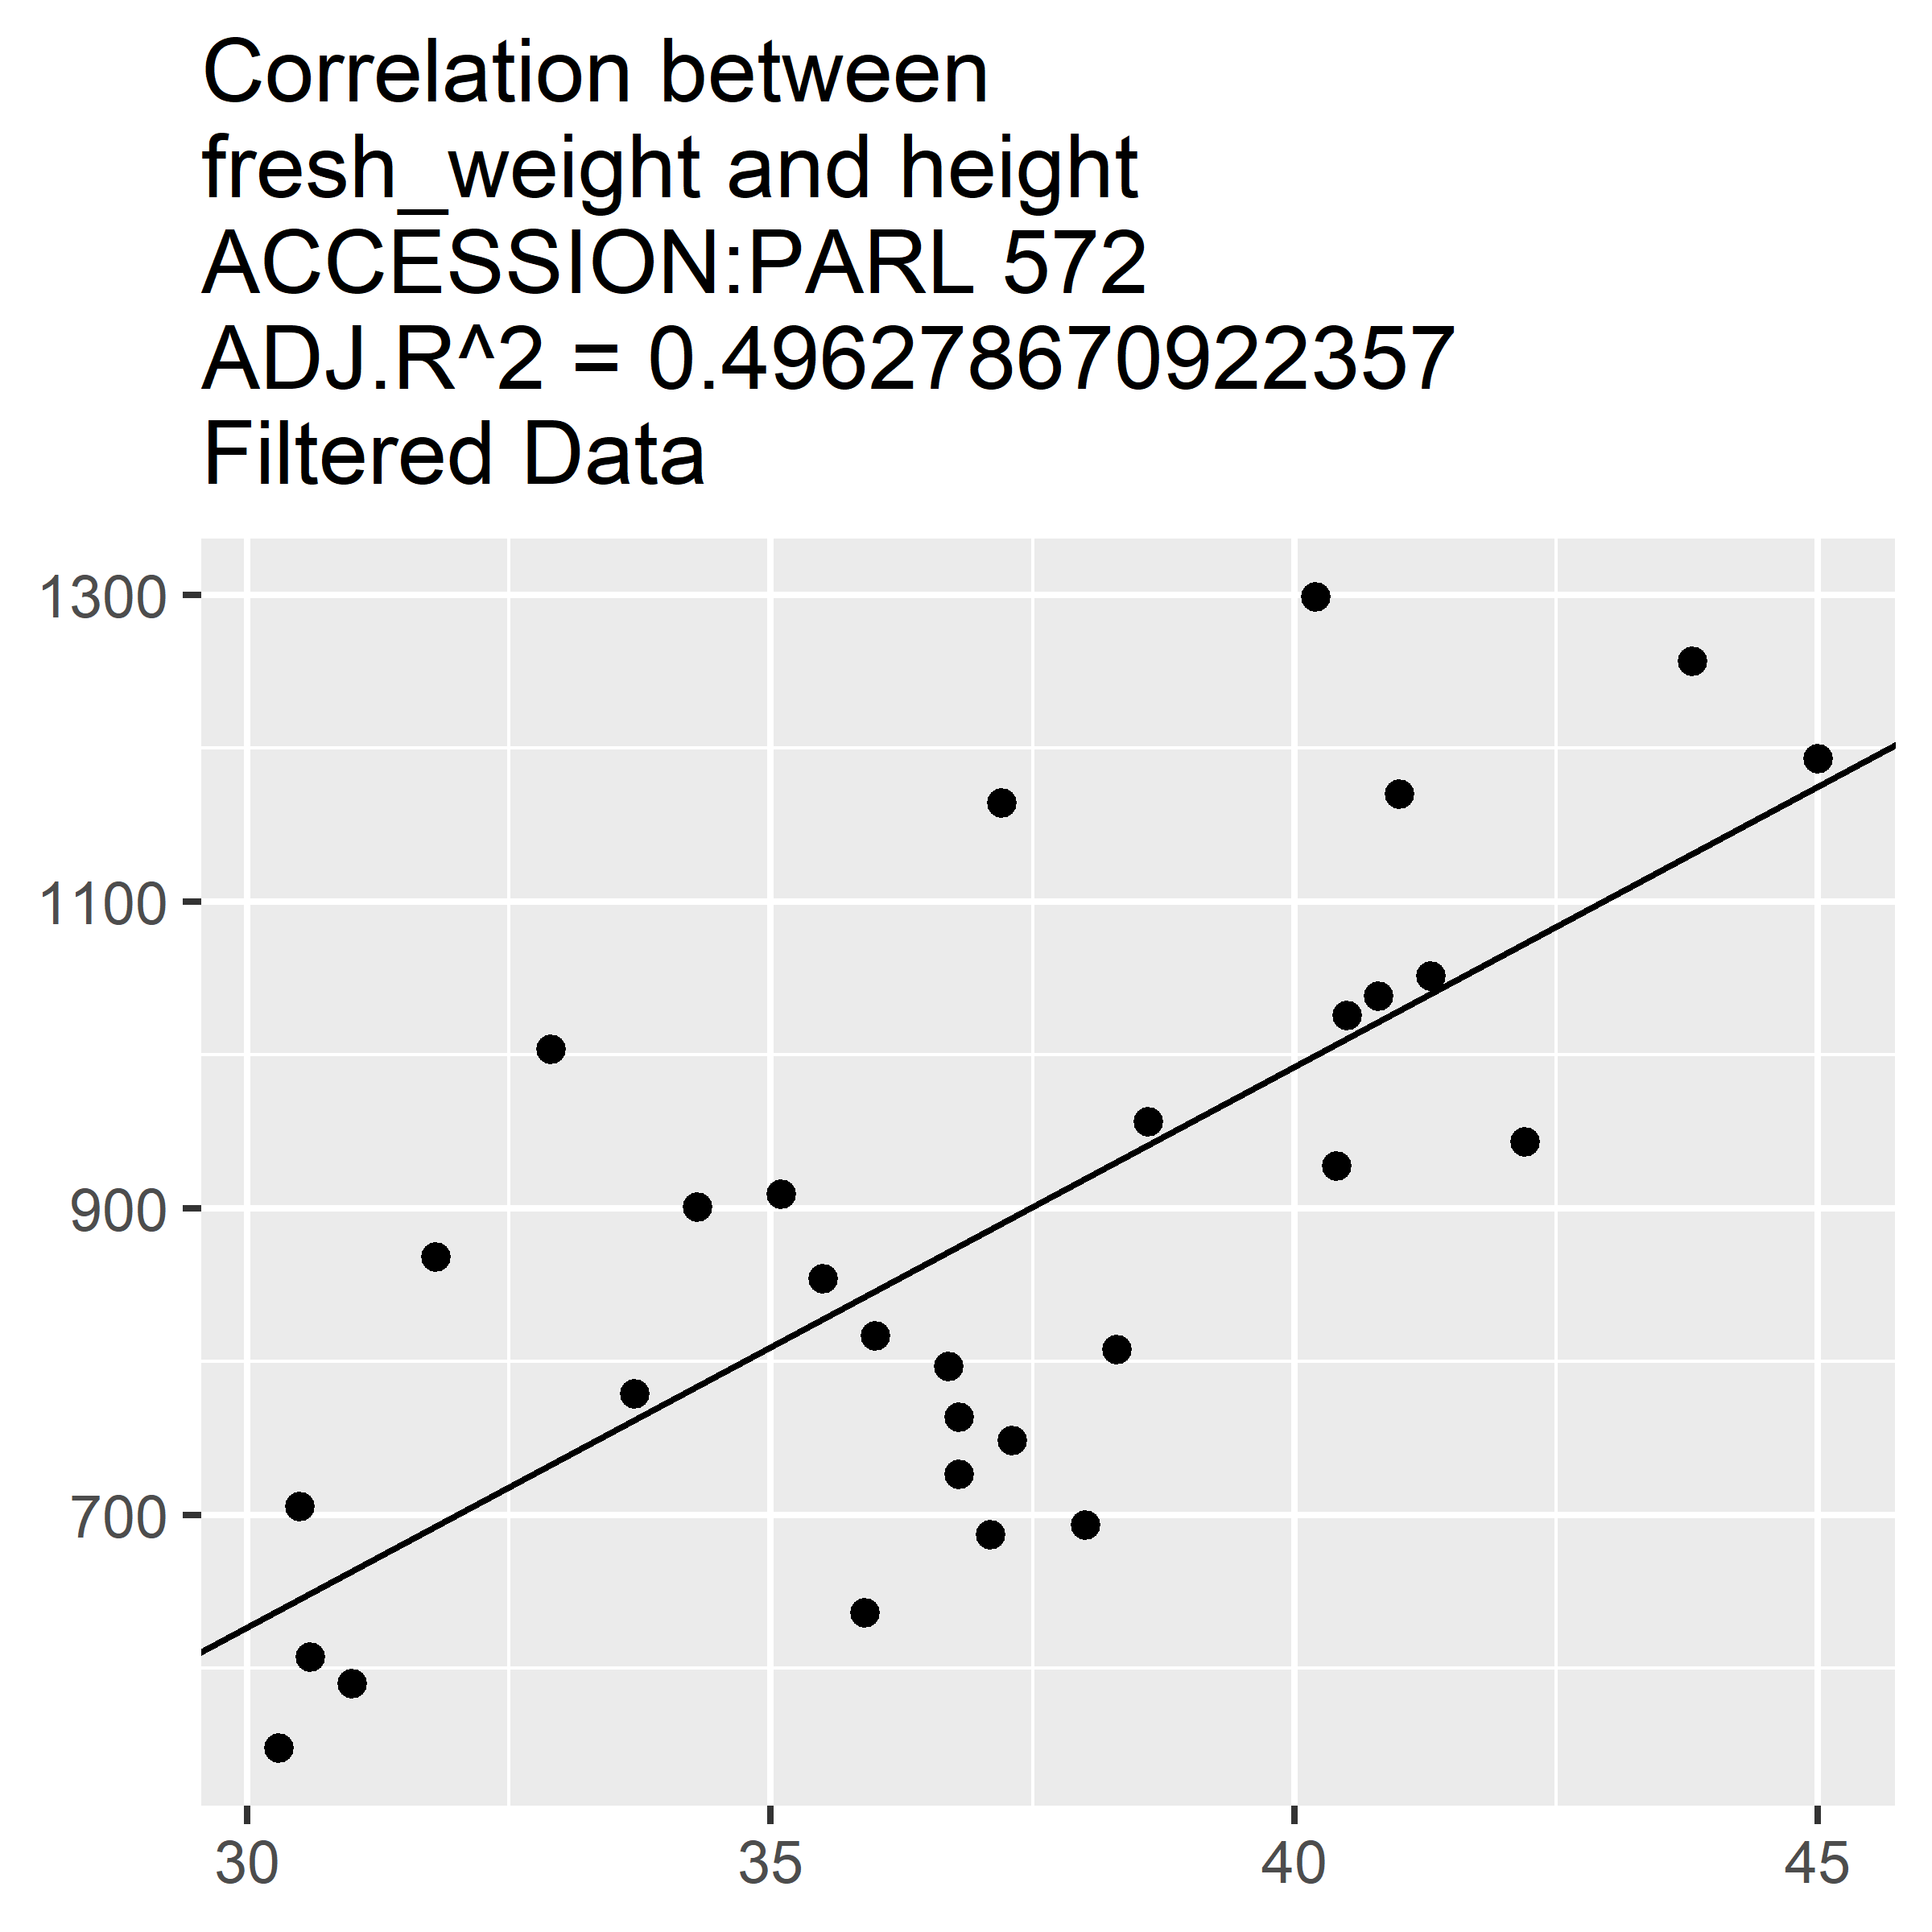 Correlation between
fresh_weight and height
ACCESSION:PARL 572
ADJ.R^2 = 0.496278670922357
Filtered Data
1300
1100
900
700
30 35 40 45